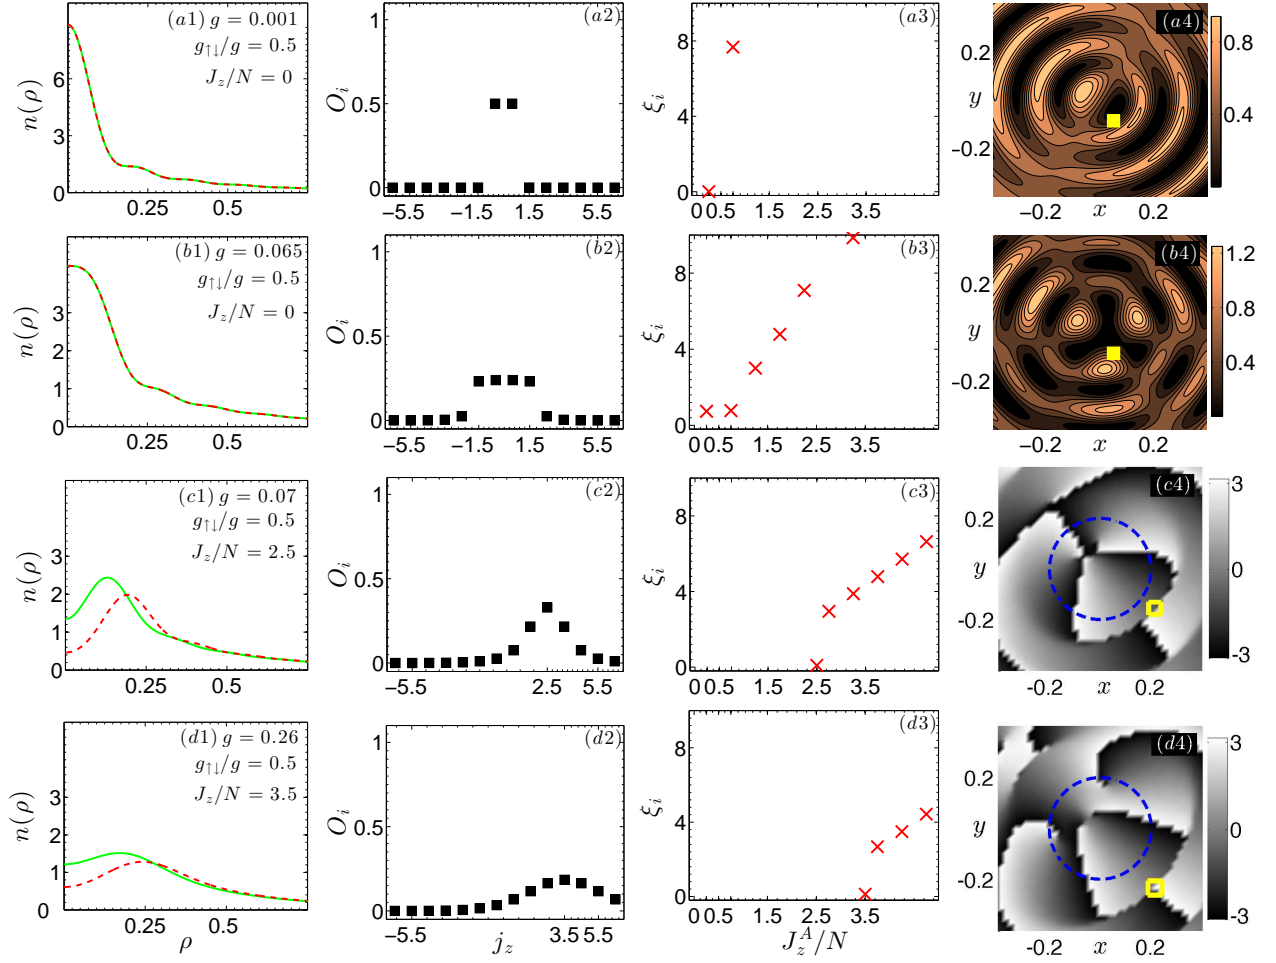 (a1) g = 0.001
g↑↓/g = 0.5
J_z/N = 0
n(ρ)
6
3
0
0.25
0.5
(a2)
O_i
1
0.5
0
−5.5
−1.5
1.5
5.5
(a3)
ξ_i
8
4
0
0
0.5
1.5
2.5
3.5
(a4)
y
0.2
−0.2
−0.2
x
0.2
0.8
0.4
(b1) g = 0.065
g↑↓/g = 0.5
J_z/N = 0
n(ρ)
3
2
1
0
0.25
0.5
(b2)
O_i
1
0.5
0
−5.5
−1.5
1.5
5.5
(b3)
ξ_i
8
4
0
0
0.5
1.5
2.5
3.5
(b4)
y
0.2
−0.2
−0.2
x
0.2
1.2
0.8
0.4
(c1) g = 0.07
g↑↓/g = 0.5
J_z/N = 2.5
n(ρ)
3
2
1
0
0.25
0.5
(c2)
O_i
1
0.5
0
−5.5
2.5
5.5
(c3)
ξ_i
8
4
0
0
0.5
1.5
2.5
3.5
(c4)
y
0.2
−0.2
-0.2
x
0.2
3
0
−3
(d1) g = 0.26
g↑↓/g = 0.5
J_z/N = 3.5
n(ρ)
3
2
1
0
0.25
0.5
ρ
(d2)
O_i
1
0.5
0
−5.5
3.5
5.5
j_z
(d3)
ξ_i
8
4
0
0
0.5
1.5
2.5
3.5
J_z^A/N
(d4)
y
0.2
−0.2
-0.2
x
0.2
3
0
−3